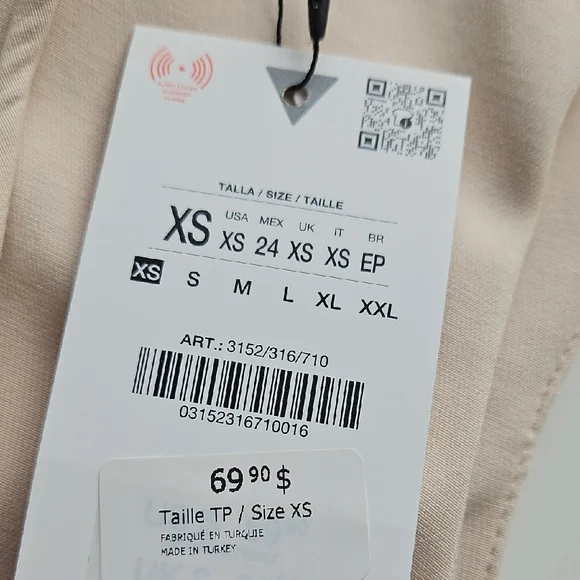 TALLA / SIZE / TAILLE
XS
USA MEX UK IT BR
XS 24 XS XS EP
XS S M L XL XXL
ART.: 3152/316/710
03152316710016
69 90 $
Taille TP / Size XS
FABRIQUÉ EN TURQUIE
MADE IN TURKEY